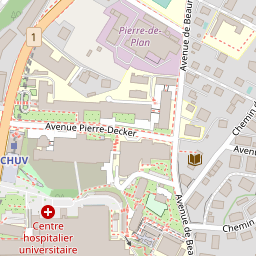 1
Pierre-de-
Plan
Avenue de Beau
Avenue Pierre-Decker
Chemin d
CHUV
Avenue
Centre
hospitalier
universitaire
Avenue de Bea
Chemin